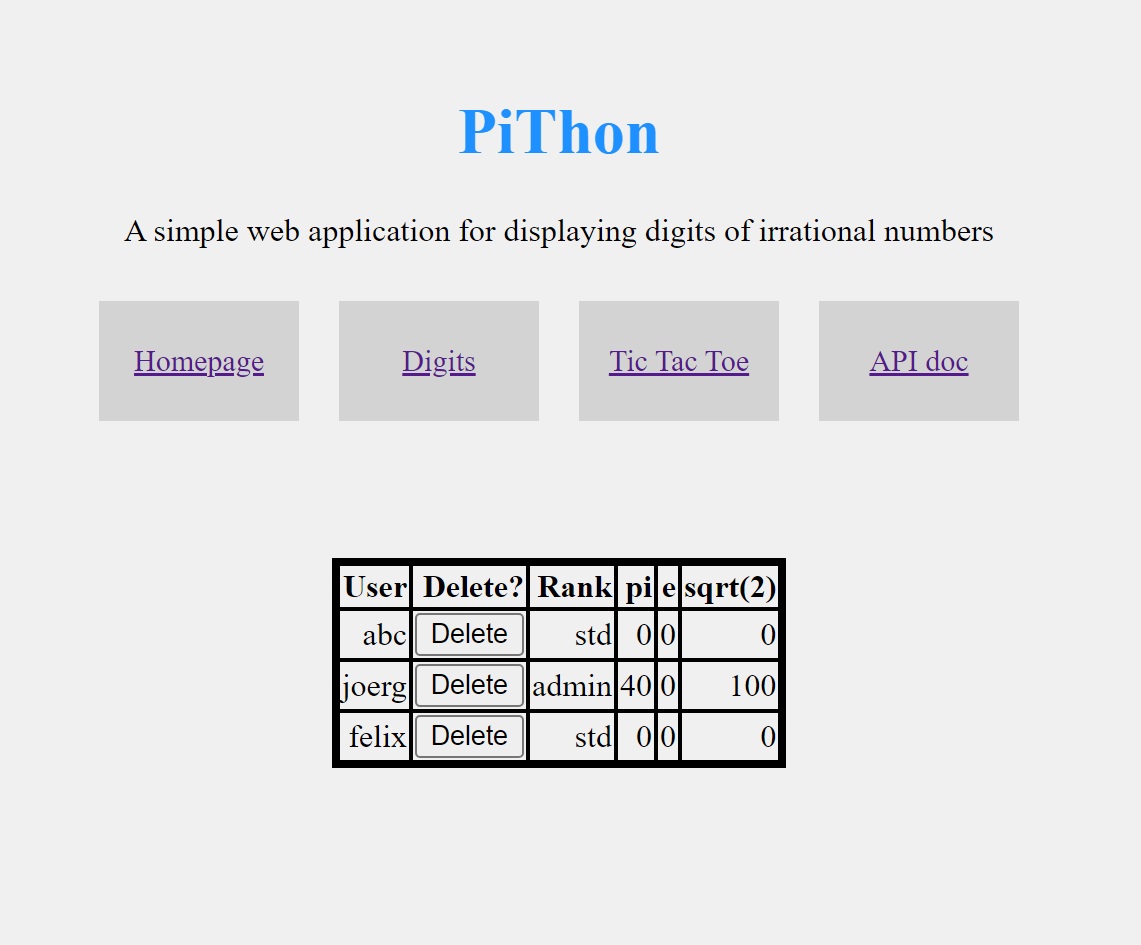 PiThon
A simple web application for displaying digits of irrational numbers
Homepage Digits Tic Tac Toe API doc
User Delete? Rank pi e sqrt(2)
abc Delete std 0 0 0
joerg Delete admin 40 0 100
felix Delete std 0 0 0